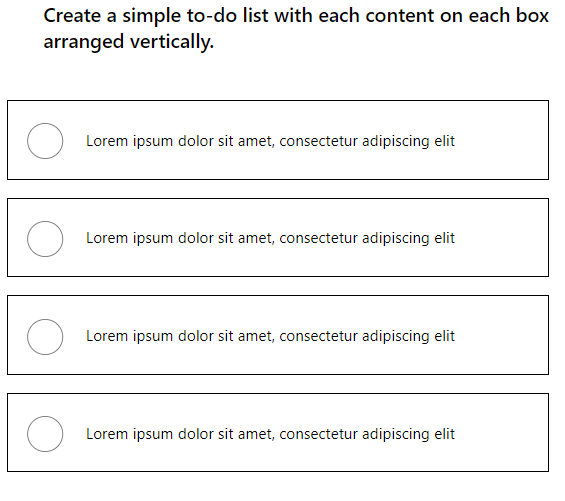 Create a simple to-do list with each content on each box
arranged vertically.
Lorem ipsum dolor sit amet, consectetur adipiscing elit
Lorem ipsum dolor sit amet, consectetur adipiscing elit
Lorem ipsum dolor sit amet, consectetur adipiscing elit
Lorem ipsum dolor sit amet, consectetur adipiscing elit